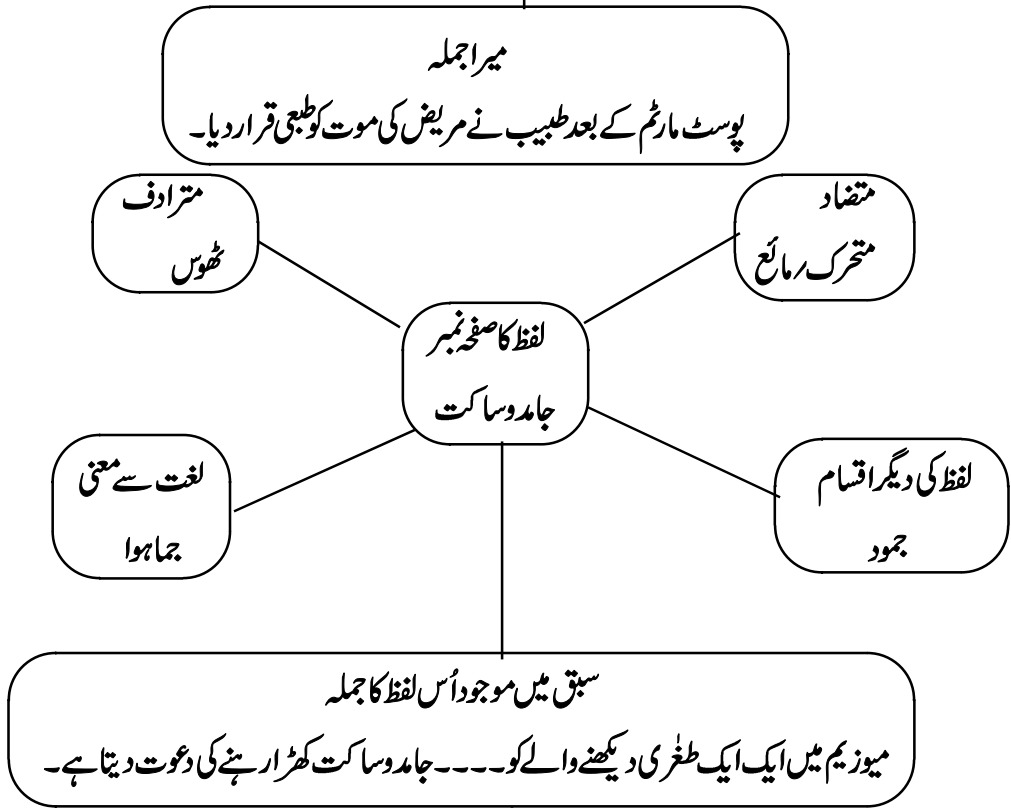 میرا جملہ
پوسٹ مارٹم کے بعد طبیب نے مریض کی موت کو طبعی قرار دیا۔
متضاد
متحرک/مائع
مترادف
ٹھوس
لفظ کا صفحہ نمبر
جامد و ساکت
لفظ کی دیگر اقسام
جمود
لغت سے معنی
جما ہوا
سبق میں موجود اُس لفظ کا جملہ
میوزیم میں ایک ایک طغریٰ دیکھنے والے کو۔۔۔۔جامد و ساکت کھڑا رہنے کی دعوت دیتا ہے۔